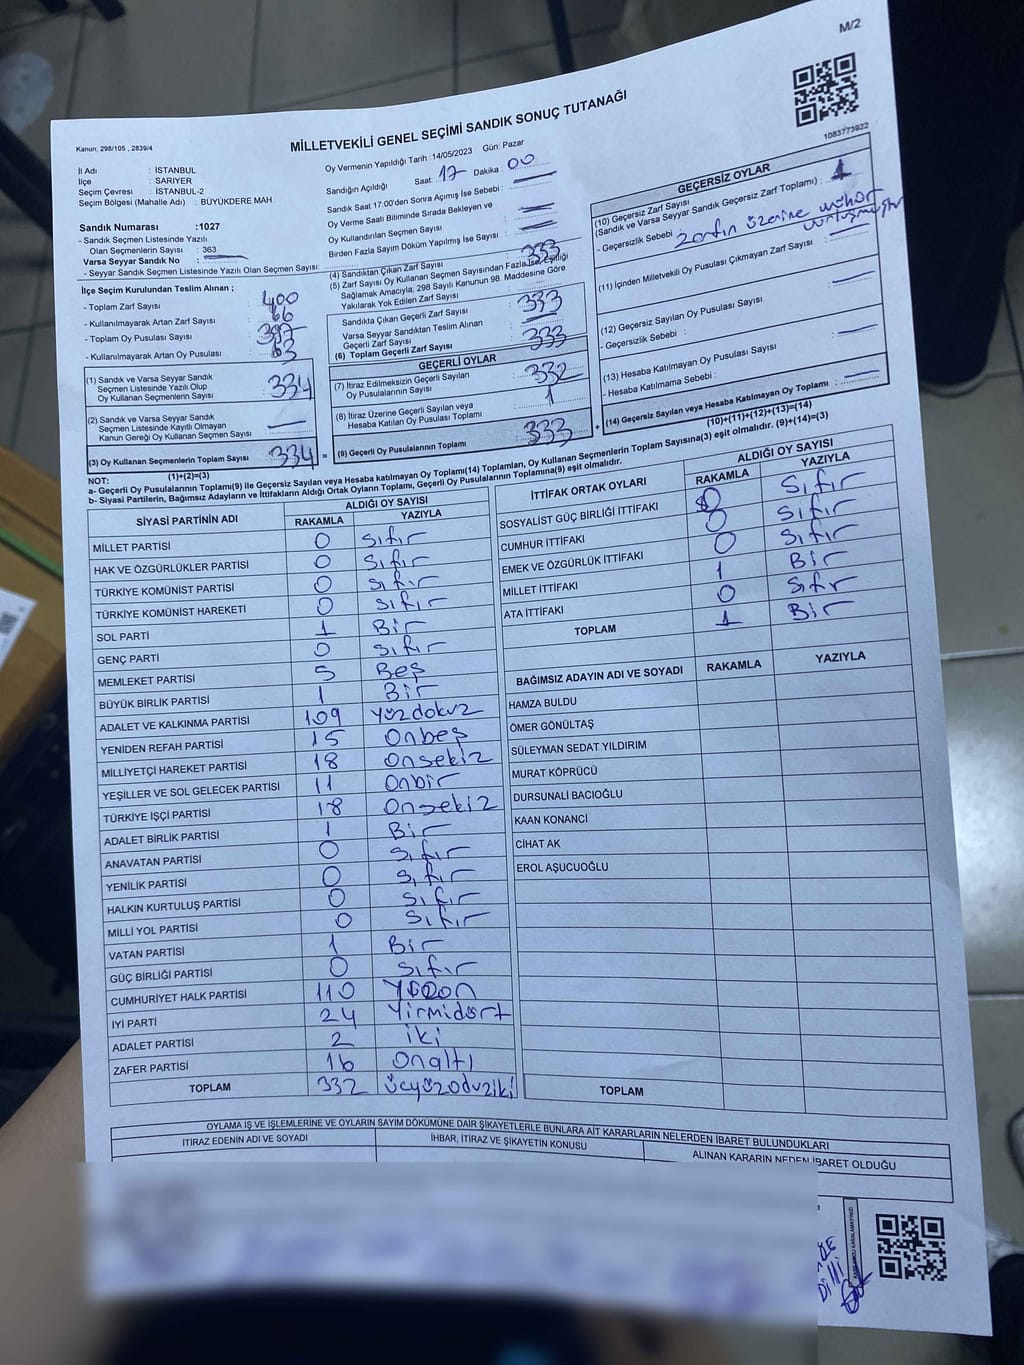 M/2
Kanun; 298/105 , 2839/4
MİLLETVEKİLİ GENEL SEÇİMİ SANDIK SONUÇ TUTANAĞI
1083773922
İl Adı : İSTANBUL
İlçe : SARIYER
Seçim Çevresi : İSTANBUL-2
Seçim Bölgesi (Mahalle Adı) : BÜYÜKDERE MAH
Sandık Numarası :1027
- Sandık Seçmen Listesinde Yazılı
Olan Seçmenlerin Sayısı : 363
Varsa Seyyar Sandık No :
- Seyyar Sandık Seçmen Listesinde Yazılı Olan Seçmen Sayısı:
Oy Vermenin Yapıldığı Tarih : 14/05/2023 Gün: Pazar
Sandığın Açıldığı Saat: 17 Dakika : 00
Sandık Saat 17:00'den Sonra Açılmış İse Sebebi :
Oy Verme Saati Bitiminde Sırada Bekleyen ve
Oy Kullandırılan Seçmen Sayısı :
Birden Fazla Sayım Döküm Yapılmış İse Sayısı :
İlçe Seçim Kurulundan Teslim Alınan ;
- Toplam Zarf Sayısı : 400
- Kullanılmayarak Artan Zarf Sayısı : 66
- Toplam Oy Pusulası Sayısı : 397
- Kullanılmayarak Artan Oy Pusulası : 63
(1) Sandık ve Varsa Seyyar Sandık
Seçmen Listesinde Yazılı Olup
Oy Kullanan Seçmenlerin Sayısı : 334
(2) Sandık ve Varsa Seyyar Sandık
Seçmen Listesinde Kayıtlı Olmayan
Kanun Gereği Oy Kullanan Seçmen Sayısı :
(3) Oy Kullanan Seçmenlerin Toplam Sayısı : 334 =
(1)+(2)=(3)
(4) Sandıktan Çıkan Zarf Sayısı : 333
(5) Zarf Sayısı Oy Kullanan Seçmen Sayısından Fazla İse, Eşitliği
Sağlamak Amacıyla; 298 Sayılı Kanunun 98. Maddesine Göre
Yakılarak Yok Edilen Zarf Sayısı :
Sandıkta Çıkan Geçerli Zarf Sayısı : 333
Varsa Seyyar Sandıktan Teslim Alınan
Geçerli Zarf Sayısı :
(6) Toplam Geçerli Zarf Sayısı : 333
GEÇERLİ OYLAR
(7) İtiraz Edilmeksizin Geçerli Sayılan
Oy Pusulalarının Sayısı : 332
(8) İtiraz Üzerine Geçerli Sayılan veya
Hesaba Katılan Oy Pusulası Toplamı : 1
(9) Geçerli Oy Pusulalarının Toplamı : 333 +
GEÇERSİZ OYLAR
(10) Geçersiz Zarf Sayısı
(Sandık ve Varsa Seyyar Sandık Geçersiz Zarf Toplamı) : 1
- Geçersizlik Sebebi : Zarfın üzerine mühür
(11) İçinden Milletvekili Oy Pusulası Çıkmayan Zarf Sayısı :
(12) Geçersiz Sayılan Oy Pusulası Sayısı :
- Geçersizlik Sebebi :
(13) Hesaba Katılmayan Oy Pusulası Sayısı :
- Hesaba Katılmama Sebebi :
(14) Geçersiz Sayılan veya Hesaba Katılmayan Oy Toplamı :
(10)+(11)+(12)+(13)=(14)
NOT:
a- Geçerli Oy Pusulalarının Toplamı(9) ile Geçersiz Sayılan veya Hesaba katılmayan Oy Toplamı(14) Toplamları, Oy Kullanan Seçmenlerin Toplam Sayısına(3) eşit olmalıdır. (9)+(14)=(3)
b- Siyasi Partilerin, Bağımsız Adayların ve İttifakların Aldığı Ortak Oyların Toplamı, Geçerli Oy Pusulalarının Toplamına(9) eşit olmalıdır.
SİYASİ PARTİNİN ADI ALDIĞI OY SAYISI
RAKAMLA YAZIYLA
MİLLET PARTİSİ 0 Sıfır
HAK VE ÖZGÜRLÜKLER PARTİSİ 0 Sıfır
TÜRKİYE KOMÜNİST PARTİSİ 0 Sıfır
TÜRKİYE KOMÜNİST HAREKETİ 0 Sıfır
SOL PARTİ 1 Bir
GENÇ PARTİ 0 Sıfır
MEMLEKET PARTİSİ 5 Beş
BÜYÜK BİRLİK PARTİSİ 1 Bir
ADALET VE KALKINMA PARTİSİ 109 Yüzdokuz
YENİDEN REFAH PARTİSİ 15 Onbeş
MİLLİYETÇİ HAREKET PARTİSİ 18 Onsekiz
YEŞİLLER VE SOL GELECEK PARTİSİ 11 Onbir
TÜRKİYE İŞÇİ PARTİSİ 18 Onsekiz
ADALET BİRLİK PARTİSİ 1 Bir
ANAVATAN PARTİSİ 0 Sıfır
YENİLİK PARTİSİ 0 Sıfır
HALKIN KURTULUŞ PARTİSİ 0 Sıfır
MİLLİ YOL PARTİSİ 0 Sıfır
VATAN PARTİSİ 1 Bir
GÜÇ BİRLİĞİ PARTİSİ 0 Sıfır
CUMHURİYET HALK PARTİSİ 110 Yüzon
İYİ PARTİ 24 Yirmidört
ADALET PARTİSİ 2 iki
ZAFER PARTİSİ 16 Onaltı
TOPLAM 332 üçyüzoduziki
İTTİFAK ORTAK OYLARI ALDIĞI OY SAYISI
RAKAMLA YAZIYLA
SOSYALİST GÜÇ BİRLİĞİ İTTİFAKI 0 Sıfır
CUMHUR İTTİFAKI 0 Sıfır
EMEK VE ÖZGÜRLÜK İTTİFAKI 0 Sıfır
MİLLET İTTİFAKI 1 Bir
ATA İTTİFAKI 0 Sıfır
TOPLAM 1 Bir
BAĞIMSIZ ADAYIN ADI VE SOYADI RAKAMLA YAZIYLA
HAMZA BULDU
ÖMER GÖNÜLTAŞ
SÜLEYMAN SEDAT YILDIRIM
MURAT KÖPRÜCÜ
DURSUNALİ BACIOĞLU
KAAN KONANCİ
CİHAT AK
EROL AŞUCUOĞLU
TOPLAM
OYLAMA İŞ VE İŞLEMLERİNE VE OYLARIN SAYIM DÖKÜMÜNE DAİR ŞİKAYETLERLE BUNLARA AİT KARARLARIN NELERDEN İBARET BULUNDUKLARI
İTİRAZ EDENİN ADI VE SOYADI İHBAR, İTİRAZ VE ŞİKAYETİN KONUSU ALINAN KARARIN NEDEN İBARET OLDUĞU